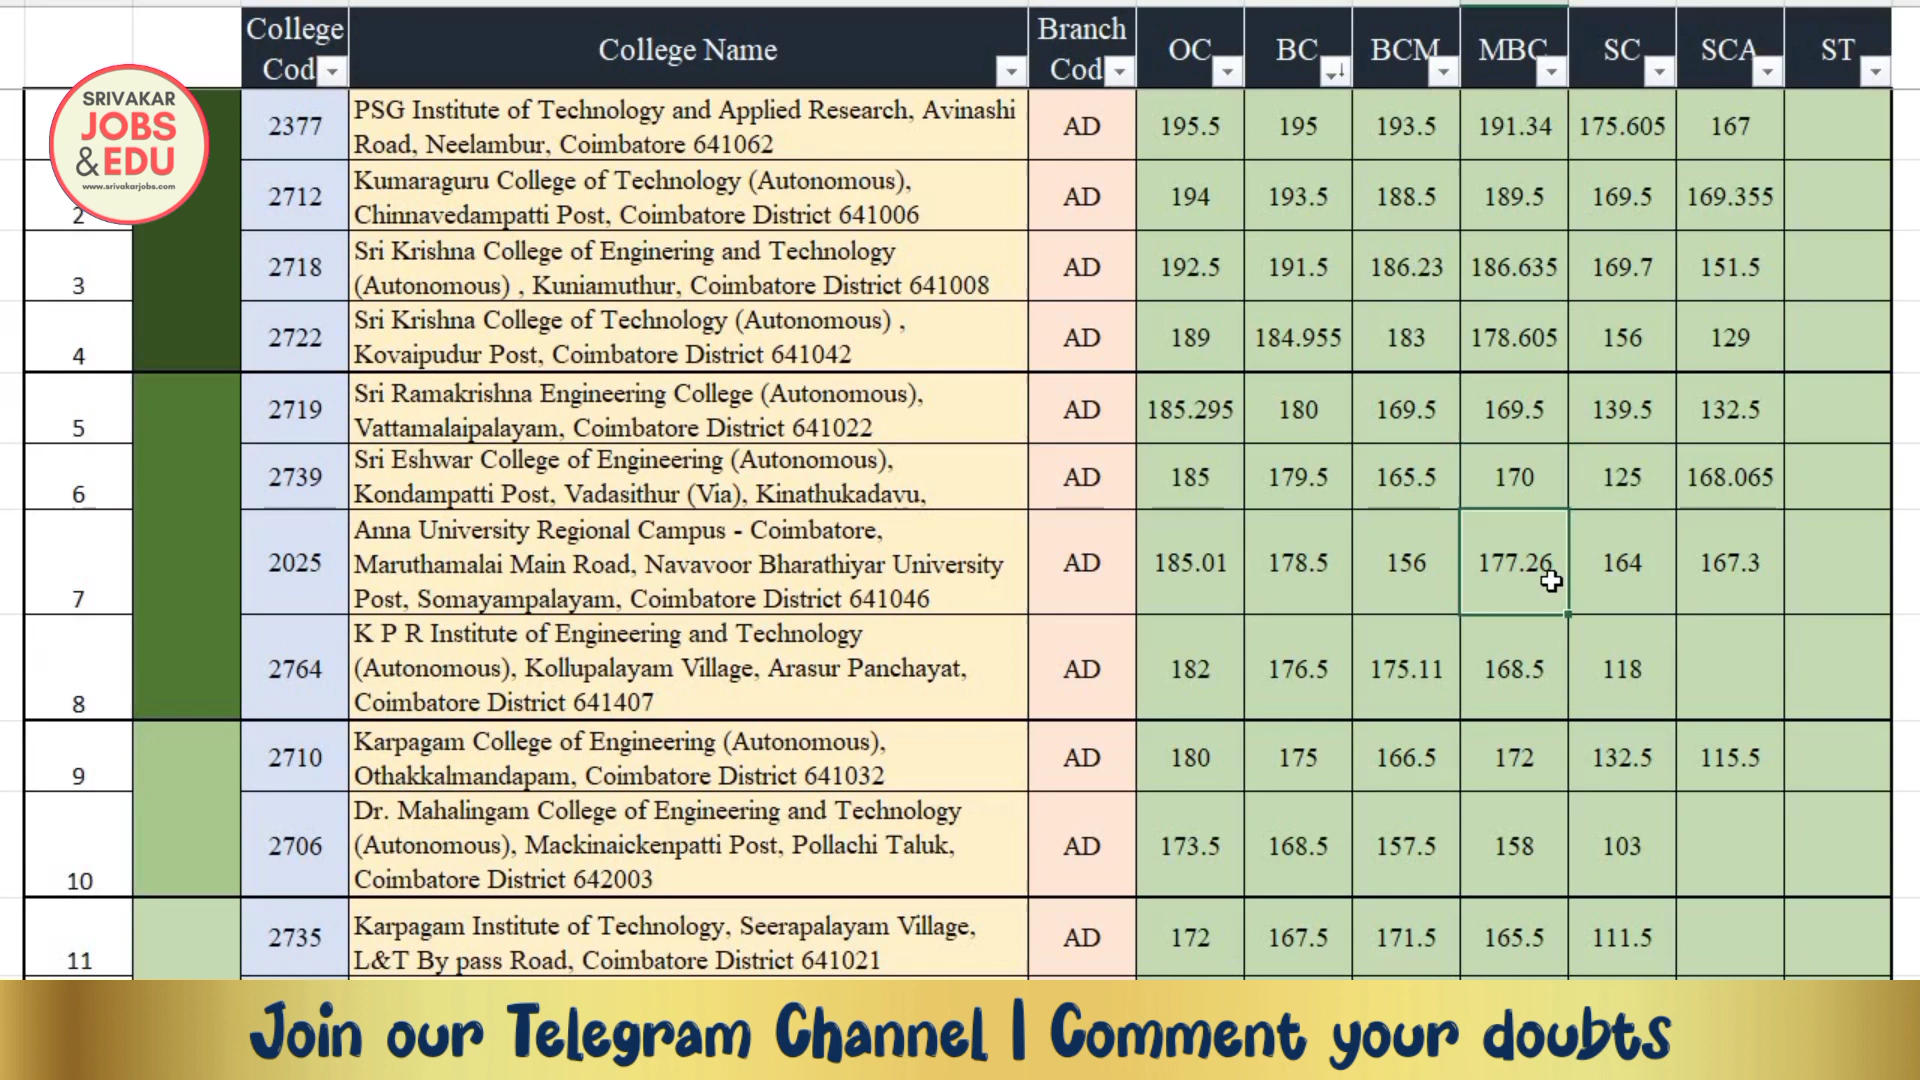 College
Cod
College Name
Branch
Cod
OC
BC
BCM
MBC
SC
SCA
ST
SRIVAKAR
JOBS
&EDU
www.srivakarjobs.com
2377
PSG Institute of Technology and Applied Research, Avinashi
Road, Neelambur, Coimbatore 641062
AD
195.5
195
193.5
191.34
175.605
167
2
2712
Kumaraguru College of Technology (Autonomous),
Chinnavedampatti Post, Coimbatore District 641006
AD
194
193.5
188.5
189.5
169.5
169.355
3
2718
Sri Krishna College of Enginering and Technology
(Autonomous) , Kuniamuthur, Coimbatore District 641008
AD
192.5
191.5
186.23
186.635
169.7
151.5
4
2722
Sri Krishna College of Technology (Autonomous) ,
Kovaipudur Post, Coimbatore District 641042
AD
189
184.955
183
178.605
156
129
5
2719
Sri Ramakrishna Engineering College (Autonomous),
Vattamalaipalayam, Coimbatore District 641022
AD
185.295
180
169.5
169.5
139.5
132.5
6
2739
Sri Eshwar College of Engineering (Autonomous),
Kondampatti Post, Vadasithur (Via), Kinathukadavu,
AD
185
179.5
165.5
170
125
168.065
7
2025
Anna University Regional Campus - Coimbatore,
Maruthamalai Main Road, Navavoor Bharathiyar University
Post, Somayampalayam, Coimbatore District 641046
AD
185.01
178.5
156
177.26
164
167.3
8
2764
K P R Institute of Engineering and Technology
(Autonomous), Kollupalayam Village, Arasur Panchayat,
Coimbatore District 641407
AD
182
176.5
175.11
168.5
118
9
2710
Karpagam College of Engineering (Autonomous),
Othakkalmandapam, Coimbatore District 641032
AD
180
175
166.5
172
132.5
115.5
10
2706
Dr. Mahalingam College of Engineering and Technology
(Autonomous), Mackinaickenpatti Post, Pollachi Taluk,
Coimbatore District 642003
AD
173.5
168.5
157.5
158
103
11
2735
Karpagam Institute of Technology, Seerapalayam Village,
L&T By pass Road, Coimbatore District 641021
AD
172
167.5
171.5
165.5
111.5
Join our Telegram Channel | Comment your doubts